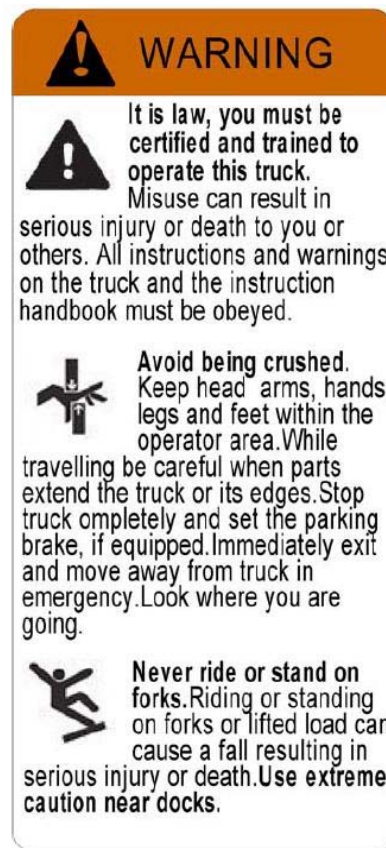 WARNING
It is law, you must be
certified and trained to
operate this truck.
Misuse can result in
serious injury or death to you or
others. All instructions and warnings
on the truck and the instruction
handbook must be obeyed.
Avoid being crushed.
Keep head arms, hands
legs and feet within the
operator area.While
travelling be careful when parts
extend the truck or its edges.Stop
truck ompletely and set the parking
brake, if equipped.Immediately exit
and move away from truck in
emergency.Look where you are
going.
Never ride or stand on
forks.Riding or standing
on forks or lifted load can
cause a fall resulting in
serious injury or death.Use extreme
caution near docks.